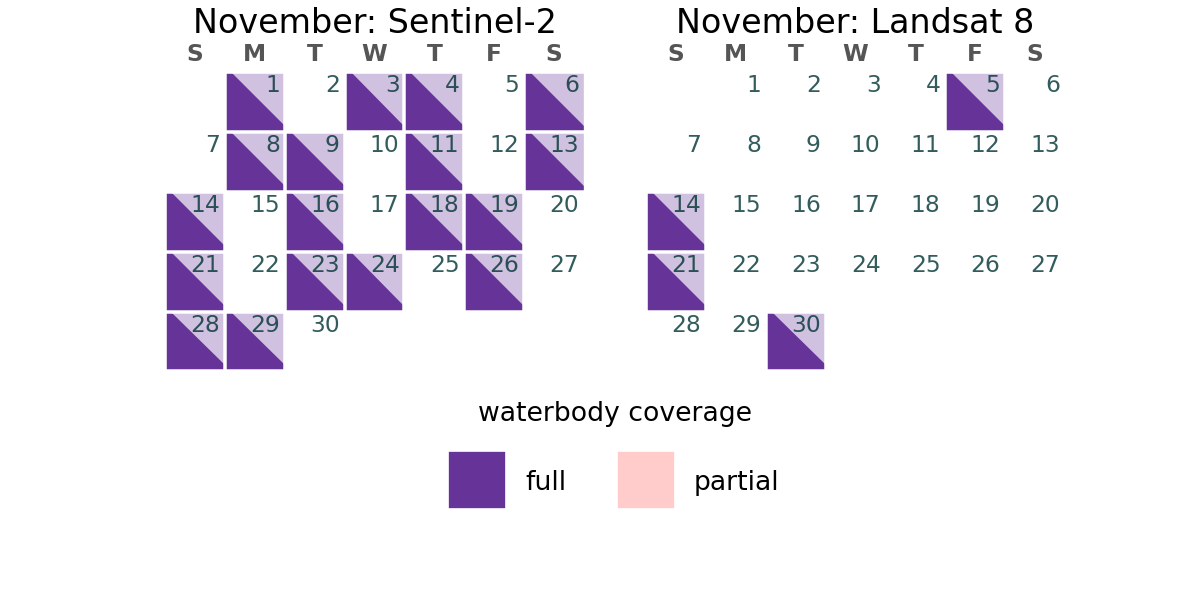 November: Sentinel-2
S M T W T F S
1 2 3 4 5 6
7 8 9 10 11 12 13
14 15 16 17 18 19 20
21 22 23 24 25 26 27
28 29 30
November: Landsat 8
S M T W T F S
1 2 3 4 5 6
7 8 9 10 11 12 13
14 15 16 17 18 19 20
21 22 23 24 25 26 27
28 29 30
waterbody coverage
full
partial